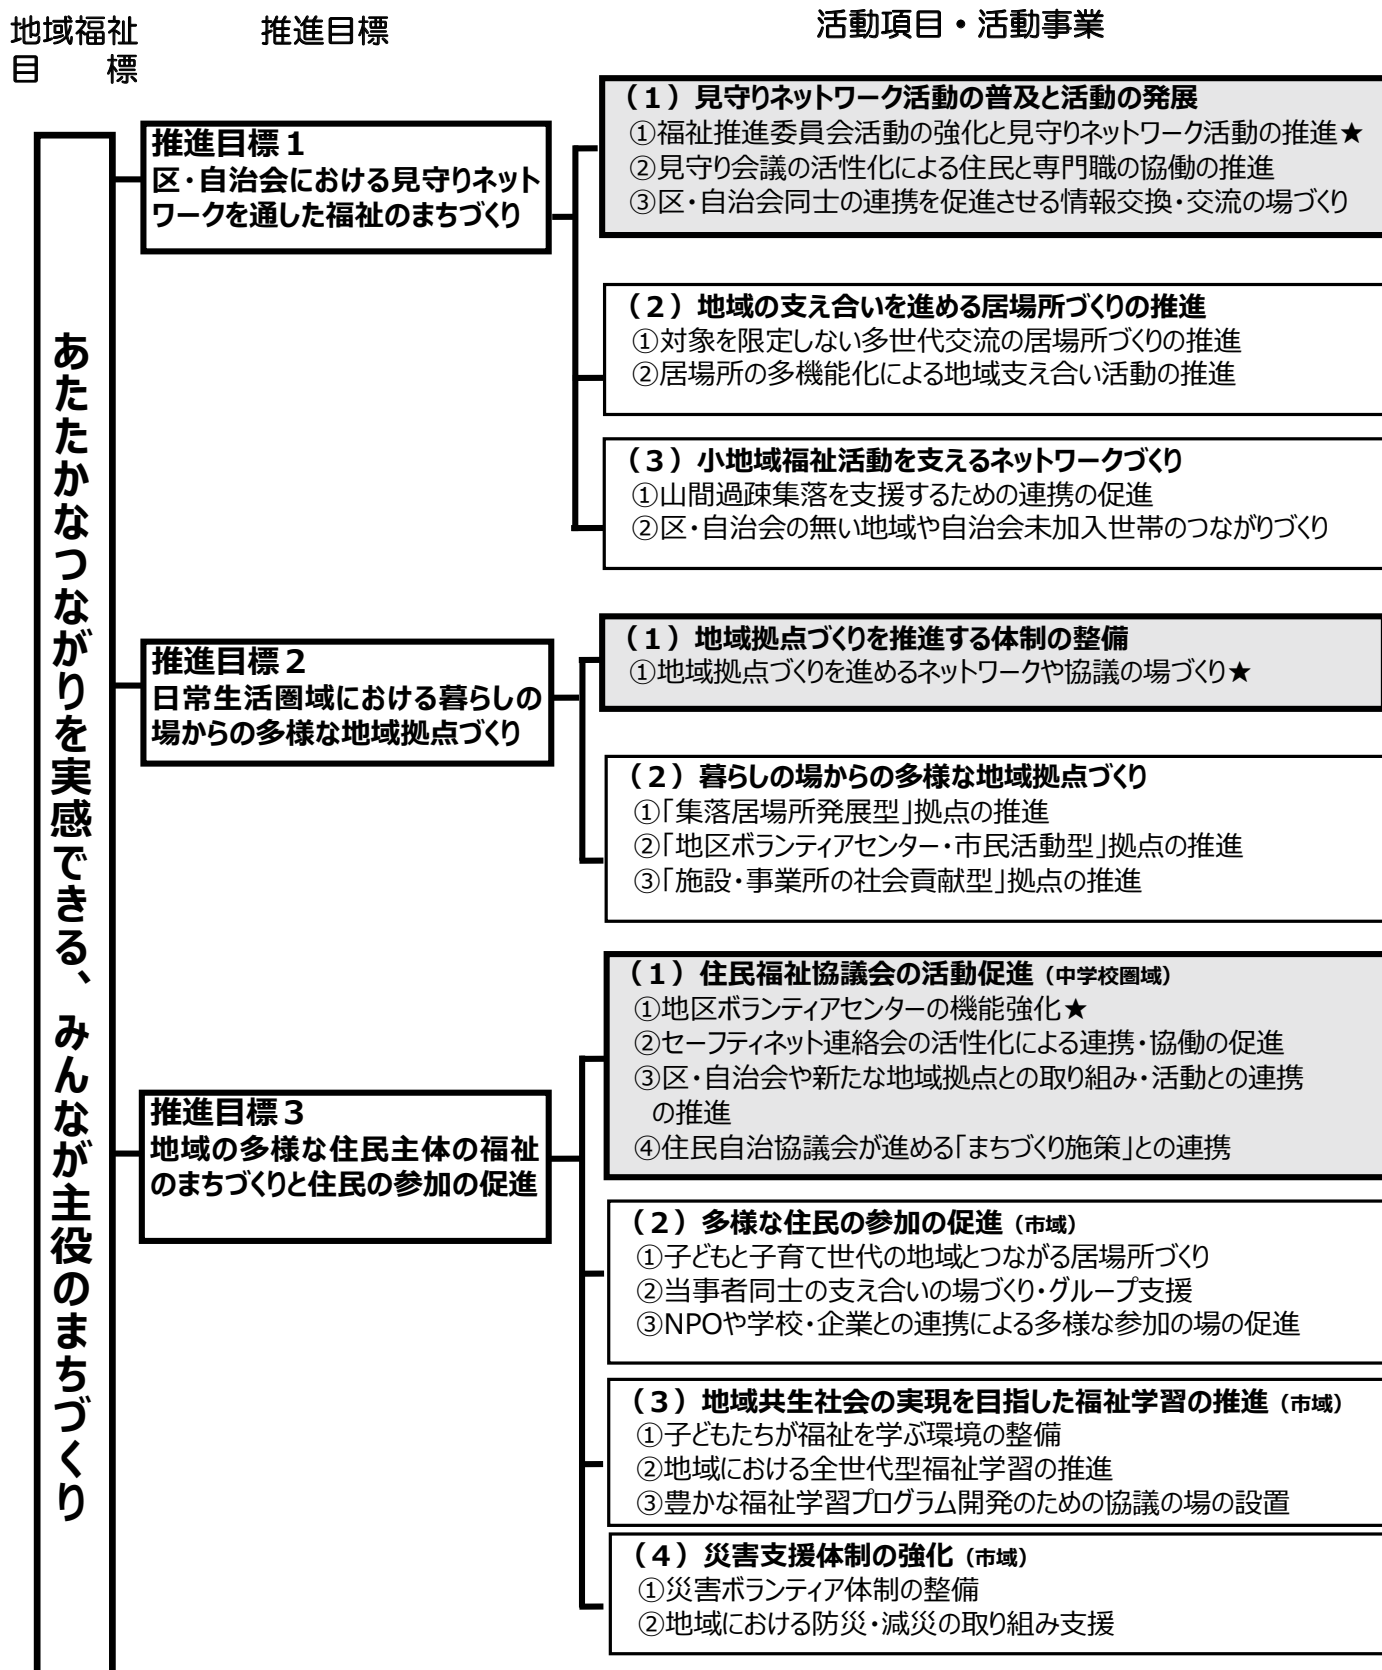 地域福祉
目　　標
推進目標
活動項目・活動事業
あたたかなつながりを実感できる、みんなが主役のまちづくり
推進目標１
区・自治会における見守りネット
ワークを通した福祉のまちづくり
（１）見守りネットワーク活動の普及と活動の発展
①福祉推進委員会活動の強化と見守りネットワーク活動の推進★
②見守り会議の活性化による住民と専門職の協働の推進
③区・自治会同士の連携を促進させる情報交換・交流の場づくり
（２）地域の支え合いを進める居場所づくりの推進
①対象を限定しない多世代交流の居場所づくりの推進
②居場所の多機能化による地域支え合い活動の推進
（３）小地域福祉活動を支えるネットワークづくり
①山間過疎集落を支援するための連携の促進
②区・自治会の無い地域や自治会未加入世帯のつながりづくり
推進目標２
日常生活圏域における暮らしの
場からの多様な地域拠点づくり
（１）地域拠点づくりを推進する体制の整備
①地域拠点づくりを進めるネットワークや協議の場づくり★
（２）暮らしの場からの多様な地域拠点づくり
①「集落居場所発展型」拠点の推進
②「地区ボランティアセンター・市民活動型」拠点の推進
③「施設・事業所の社会貢献型」拠点の推進
推進目標３
地域の多様な住民主体の福祉
のまちづくりと住民の参加の促進
（１）住民福祉協議会の活動促進（中学校圏域）
①地区ボランティアセンターの機能強化★
②セーフティネット連絡会の活性化による連携・協働の促進
③区・自治会や新たな地域拠点との取り組み・活動との連携
の推進
④住民自治協議会が進める「まちづくり施策」との連携
（２）多様な住民の参加の促進（市域）
①子どもと子育て世代の地域とつながる居場所づくり
②当事者同士の支え合いの場づくり・グループ支援
③NPOや学校・企業との連携による多様な参加の場の促進
（３）地域共生社会の実現を目指した福祉学習の推進（市域）
①子どもたちが福祉を学ぶ環境の整備
②地域における全世代型福祉学習の推進
③豊かな福祉学習プログラム開発のための協議の場の設置
（４）災害支援体制の強化（市域）
①災害ボランティア体制の整備
②地域における防災・減災の取り組み支援